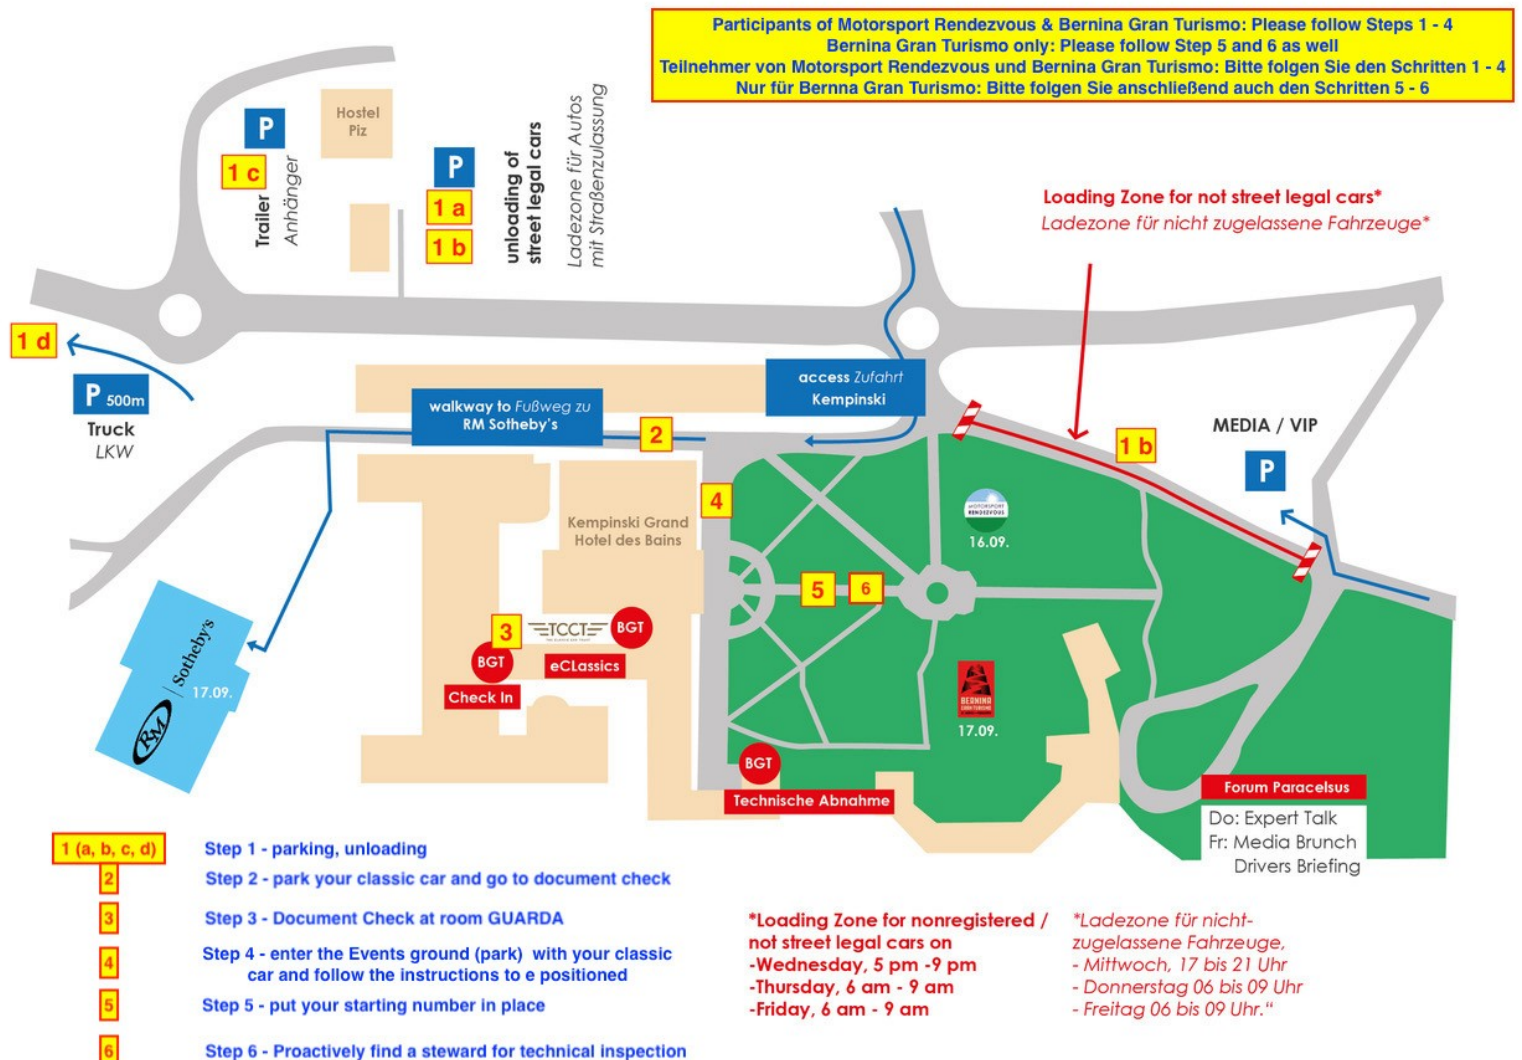 Participants of Motorsport Rendezvous & Bernina Gran Turismo: Please follow Steps 1 - 4
Bernina Gran Turismo only: Please follow Step 5 and 6 as well
Teilnehmer von Motorsport Rendezvous und Bernina Gran Turismo: Bitte folgen Sie den Schritten 1 - 4
Nur für Bernna Gran Turismo: Bitte folgen Sie anschließend auch den Schritten 5 - 6
Hostel
Piz
P
1 c
Trailer
Anhänger
P
1 a
1 b
unloading of
street legal cars
Ladezone für Autos
mit Straßenzulassung
Loading Zone for not street legal cars*
Ladezone für nicht zugelassene Fahrzeuge*
1 d
P 500m
Truck
LKW
access Zufahrt
Kempinski
walkway to Fußweg zu
RM Sotheby's
2
1 b
MEDIA / VIP
P
4
Kempinski Grand
Hotel des Bains
MOTORSPORT
RENDEZVOUS
16.09.
5
6
3
TCCT
BGT
BGT
eCLassics
Check In
RM | Sotheby's
17.09.
BERNINA
GRAN TURISMO
17.09.
BGT
Technische Abnahme
Forum Paracelsus
Do: Expert Talk
Fr: Media Brunch
Drivers Briefing
1 (a, b, c, d)
Step 1 - parking, unloading
2
Step 2 - park your classic car and go to document check
3
Step 3 - Document Check at room GUARDA
4
Step 4 - enter the Events ground (park) with your classic
car and follow the instructions to e positioned
5
Step 5 - put your starting number in place
6
Step 6 - Proactively find a steward for technical inspection
*Loading Zone for nonregistered /
not street legal cars on
-Wednesday, 5 pm -9 pm
-Thursday, 6 am - 9 am
-Friday, 6 am - 9 am
*Ladezone für nicht-
zugelassene Fahrzeuge,
- Mittwoch, 17 bis 21 Uhr
- Donnerstag 06 bis 09 Uhr
- Freitag 06 bis 09 Uhr.“